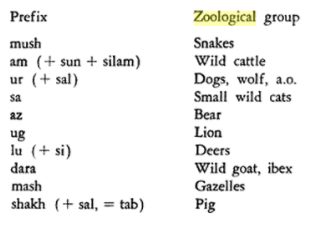 Prefix Zoological group
mush Snakes
am (+ sun + silam) Wild cattle
ur (+ sal) Dogs, wolf, a.o.
sa Small wild cats
az Bear
ug Lion
lu (+ si) Deers
dara Wild goat, ibex
mash Gazelles
shakh (+ sal, = tab) Pig